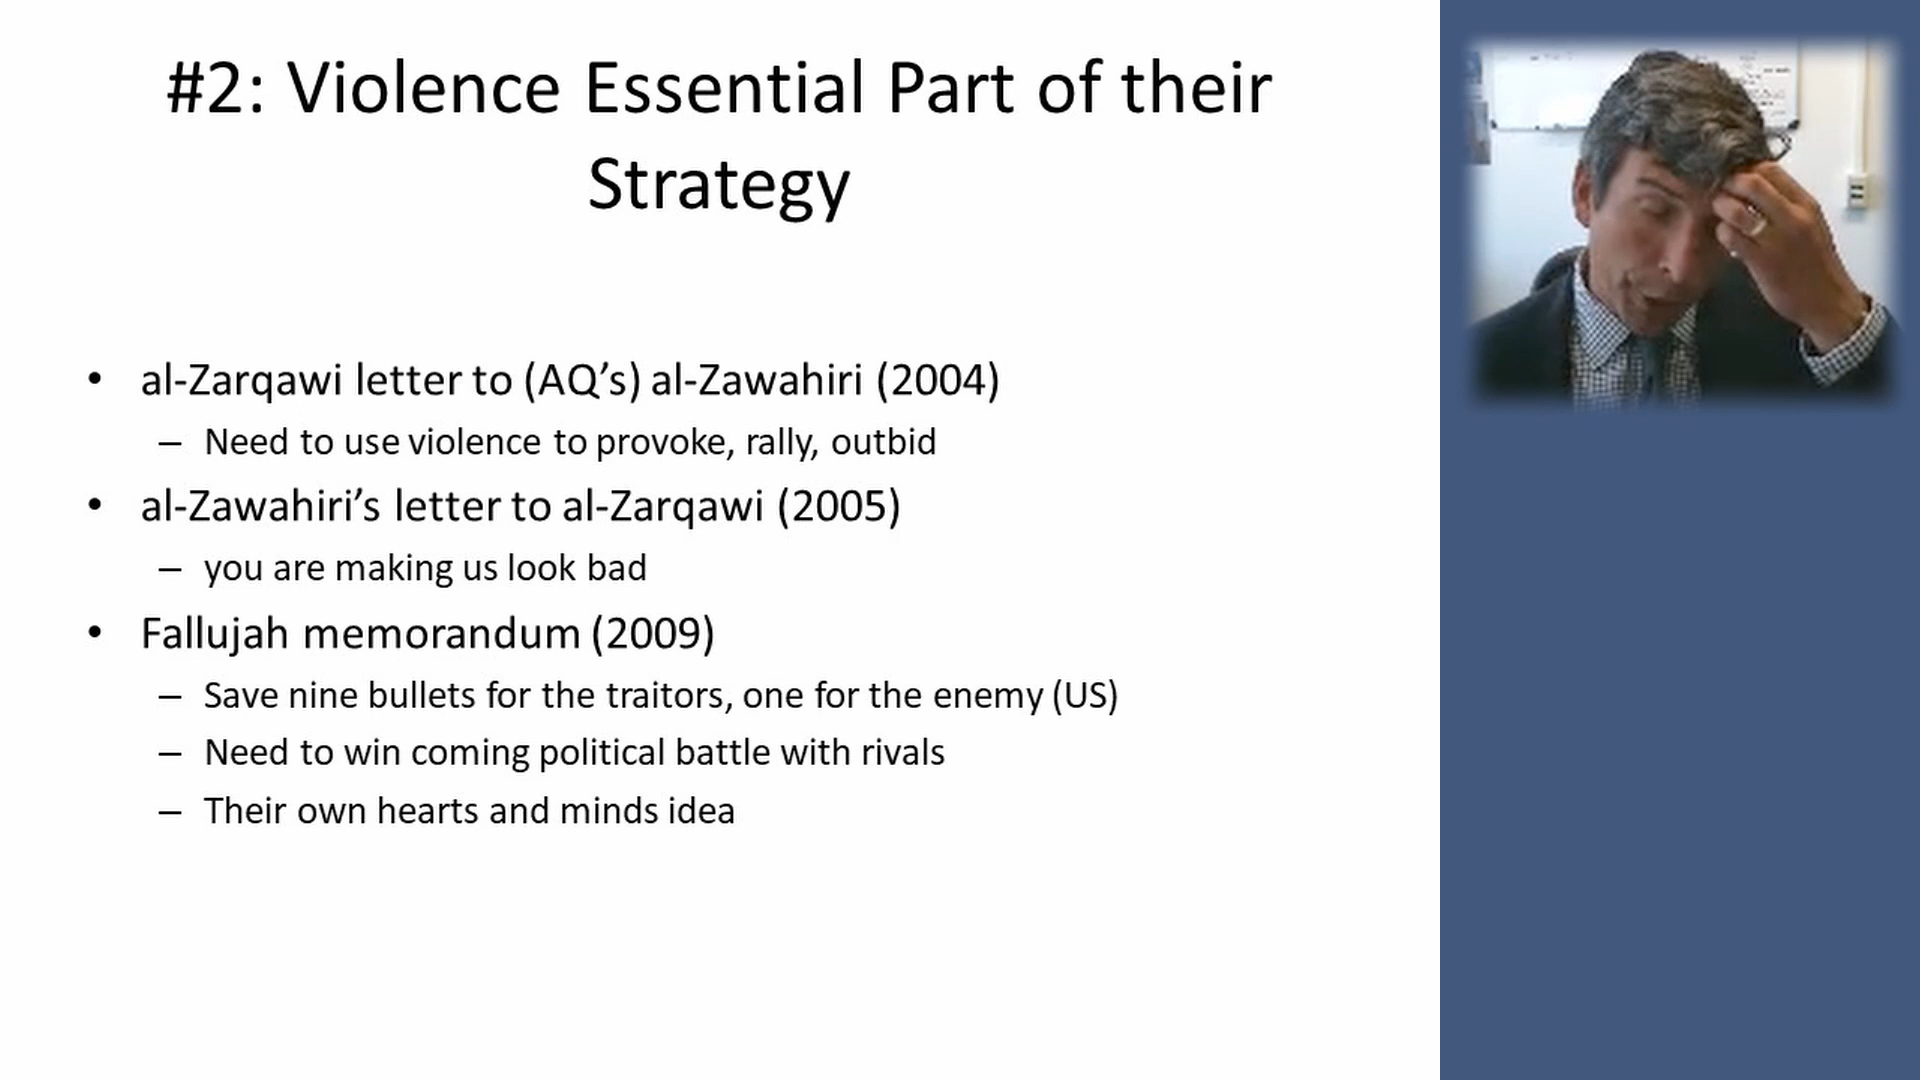 #2: Violence Essential Part of their
Strategy
• al-Zarqawi letter to (AQ’s) al-Zawahiri (2004)
– Need to use violence to provoke, rally, outbid
• al-Zawahiri’s letter to al-Zarqawi (2005)
– you are making us look bad
• Fallujah memorandum (2009)
– Save nine bullets for the traitors, one for the enemy (US)
– Need to win coming political battle with rivals
– Their own hearts and minds idea